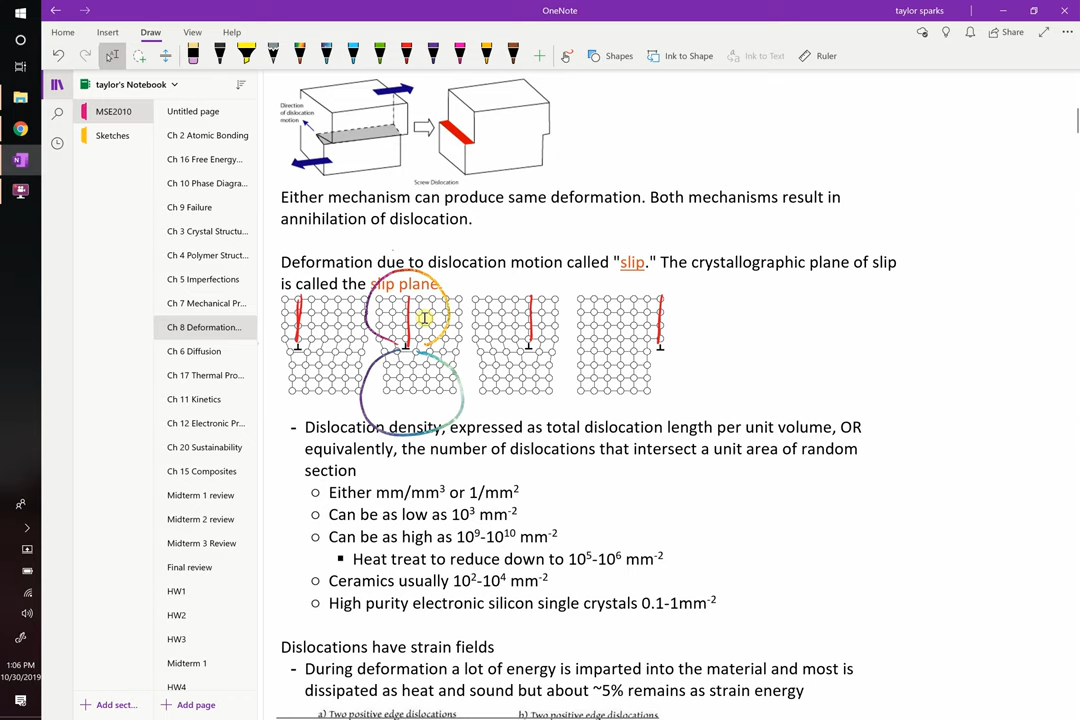 OneNote
taylor sparks
Home
Insert
Draw
View
Help
Share
Shapes
Ink to Shape
Ink to Text
Ruler
taylor's Notebook
MSE2010
Sketches
Untitled page
Ch 2 Atomic Bonding
Ch 16 Free Energy...
Ch 10 Phase Diagra...
Ch 9 Failure
Ch 3 Crystal Structu...
Ch 4 Polymer Struct...
Ch 5 Imperfections
Ch 7 Mechanical Pr...
Ch 8 Deformation...
Ch 6 Diffusion
Ch 17 Thermal Pro...
Ch 11 Kinetics
Ch 12 Electronic Pr...
Ch 20 Sustainability
Ch 15 Composites
Midterm 1 review
Midterm 2 review
Midterm 3 Review
Final review
HW1
HW2
HW3
Midterm 1
HW4
Add sect...
Add page
1:06 PM
10/30/2019
Direction
of dislocation
motion
Screw Dislocation
Either mechanism can produce same deformation. Both mechanisms result in
annihilation of dislocation.
Deformation due to dislocation motion called "slip." The crystallographic plane of slip
is called the slip plane.
- Dislocation density, expressed as total dislocation length per unit volume, OR
equivalently, the number of dislocations that intersect a unit area of random
section
○ Either mm/mm³ or 1/mm²
○ Can be as low as 10³ mm⁻²
○ Can be as high as 10⁹-10¹⁰ mm⁻²
▪ Heat treat to reduce down to 10⁵-10⁶ mm⁻²
○ Ceramics usually 10²-10⁴ mm⁻²
○ High purity electronic silicon single crystals 0.1-1mm⁻²
Dislocations have strain fields
- During deformation a lot of energy is imparted into the material and most is
dissipated as heat and sound but about ~5% remains as strain energy
a) Two positive edge dislocations
b) Two positive edge dislocations